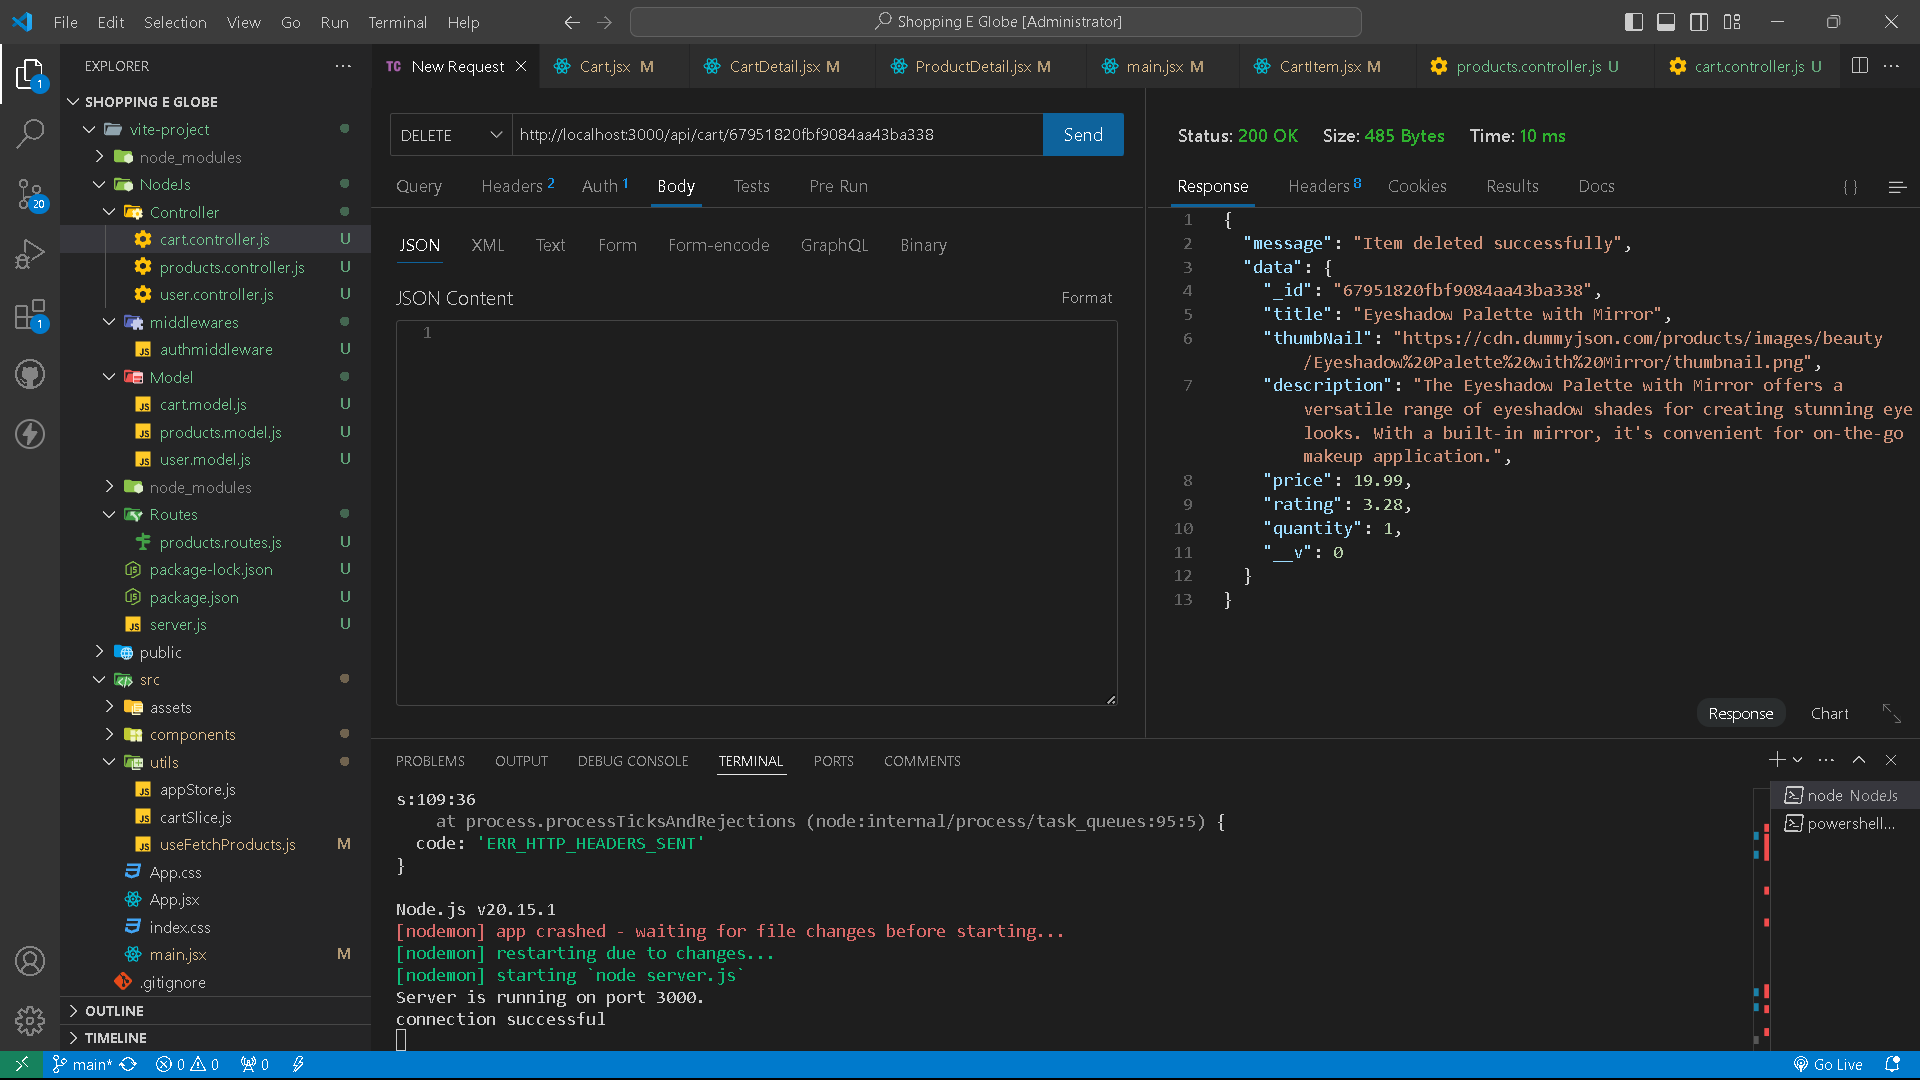 File Edit Selection View Go Run Terminal Help
Shopping E Globe [Administrator]
EXPLORER
SHOPPING E GLOBE
vite-project
node_modules
NodeJs
Controller
cart.controller.js U
products.controller.js U
user.controller.js U
middlewares
authmiddleware U
Model
cart.model.js U
products.model.js U
user.model.js U
node_modules
Routes
products.routes.js U
package-lock.json U
package.json U
server.js U
public
src
assets
components
utils
appStore.js
cartSlice.js
useFetchProducts.js M
App.css
App.jsx
index.css
main.jsx M
.gitignore
OUTLINE
TIMELINE
1
20
1
TC New Request
Cart.jsx M
CartDetail.jsx M
ProductDetail.jsx M
main.jsx M
CartItem.jsx M
products.controller.js U
cart.controller.js U
DELETE http://localhost:3000/api/cart/67951820fbf9084aa43ba338 Send
Query Headers 2 Auth 1 Body Tests Pre Run
JSON XML Text Form Form-encode GraphQL Binary
JSON Content Format
1
Status: 200 OK Size: 485 Bytes Time: 10 ms
Response Headers 8 Cookies Results Docs { }
1 {
2 "message": "Item deleted successfully",
3 "data": {
4 "_id": "67951820fbf9084aa43ba338",
5 "title": "Eyeshadow Palette with Mirror",
6 "thumbNail": "https://cdn.dummyjson.com/products/images/beauty
/Eyeshadow%20Palette%20with%20Mirror/thumbnail.png",
7 "description": "The Eyeshadow Palette with Mirror offers a
versatile range of eyeshadow shades for creating stunning eye
looks. With a built-in mirror, it's convenient for on-the-go
makeup application.",
8 "price": 19.99,
9 "rating": 3.28,
10 "quantity": 1,
11 "__v": 0
12 }
13 }
Response Chart
PROBLEMS OUTPUT DEBUG CONSOLE TERMINAL PORTS COMMENTS
s:109:36
at process.processTicksAndRejections (node:internal/process/task_queues:95:5) {
code: 'ERR_HTTP_HEADERS_SENT'
}
Node.js v20.15.1
[nodemon] app crashed - waiting for file changes before starting...
[nodemon] restarting due to changes...
[nodemon] starting `node server.js`
Server is running on port 3000.
connection successful
node NodeJs
powershell...
main* 0 0 0
Go Live